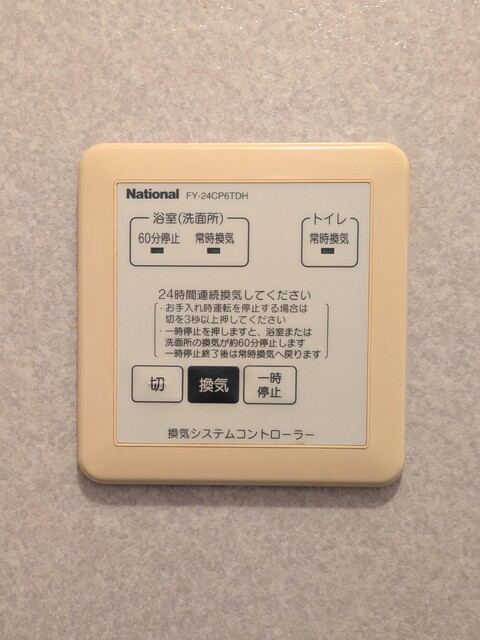 National FY-24CP6TDH
浴室(洗面所) トイレ
60分停止 常時換気 常時換気
24時間連続換気してください
・お手入れ時運転を停止する場合は
切を3秒以上押してください
・一時停止を押しますと、浴室または
洗面所の換気が約60分停止します
一時停止終了後は常時換気へ戻ります
切 換気 一時
停止
換気システムコントローラー